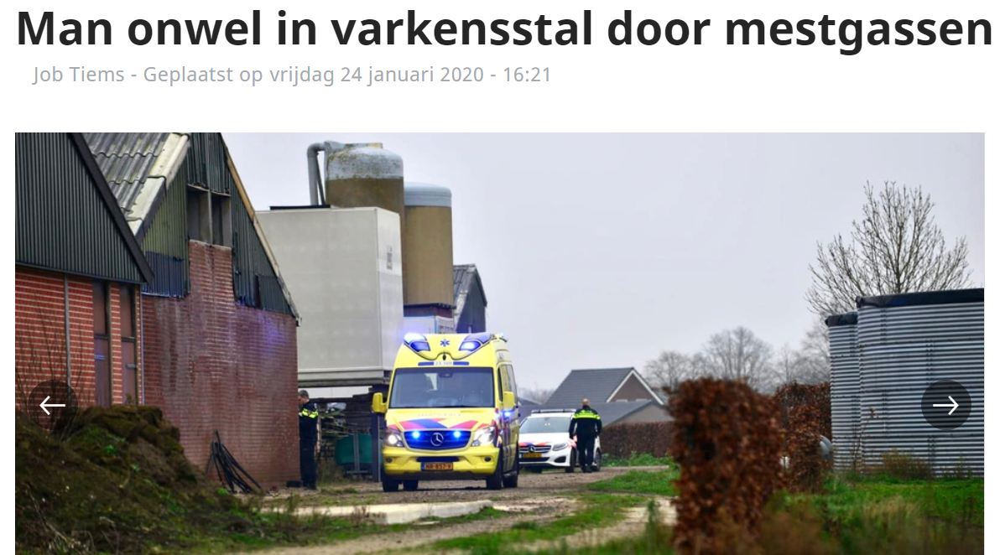 Man onwel in varkensstal door mestgassen
Job Tiems - Geplaatst op vrijdag 24 januari 2020 - 16:21